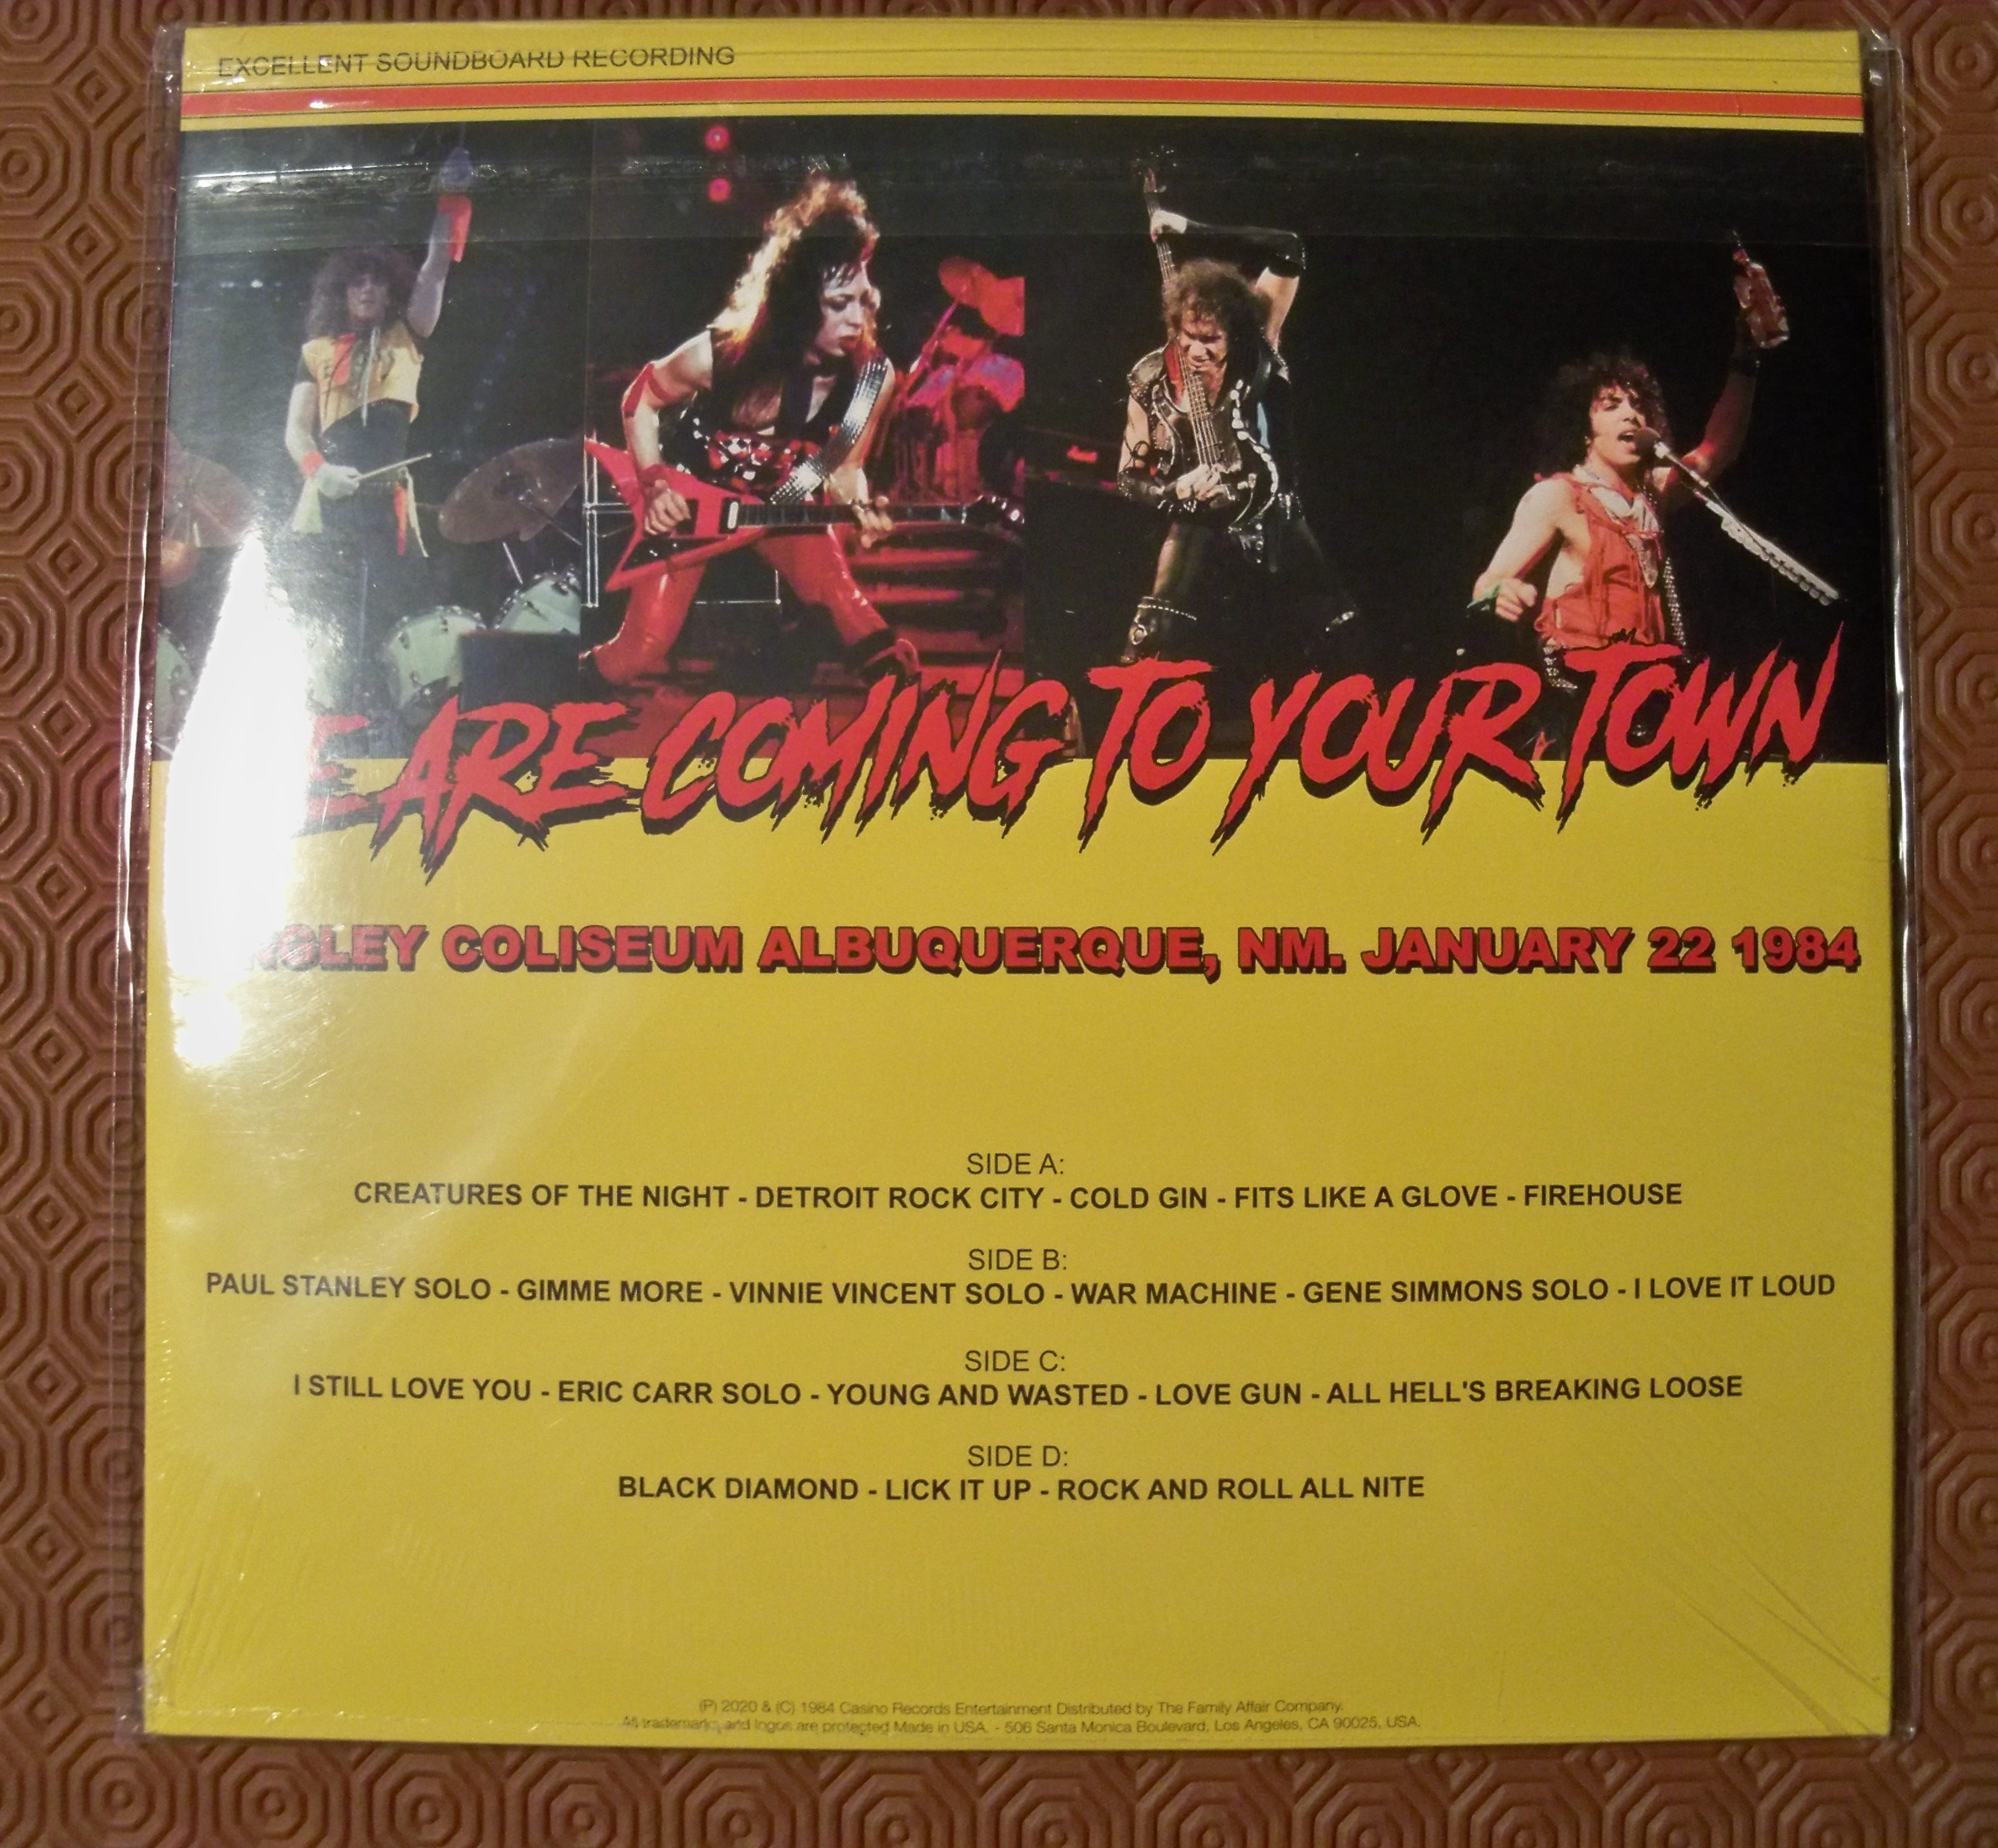 EXCELLENT SOUNDBOARD RECORDING
ARE COMING TO YOUR TOWN
COLISEUM ALBUQUERQUE, NM. JANUARY 22 1984
SIDE A:
CREATURES OF THE NIGHT - DETROIT ROCK CITY - COLD GIN - FITS LIKE A GLOVE - FIREHOUSE
SIDE B:
PAUL STANLEY SOLO - GIMME MORE - VINNIE VINCENT SOLO - WAR MACHINE - GENE SIMMONS SOLO - I LOVE IT LOUD
SIDE C:
I STILL LOVE YOU - ERIC CARR SOLO - YOUNG AND WASTED - LOVE GUN - ALL HELL'S BREAKING LOOSE
SIDE D:
BLACK DIAMOND - LICK IT UP - ROCK AND ROLL ALL NITE
(P) 2020 & (C) 1984 Casino Records Entertainment Distributed by The Family Affair Company.
All trademarks and logos are protected Made in USA. - 506 Santa Monica Boulevard, Los Angeles, CA 90025, USA.